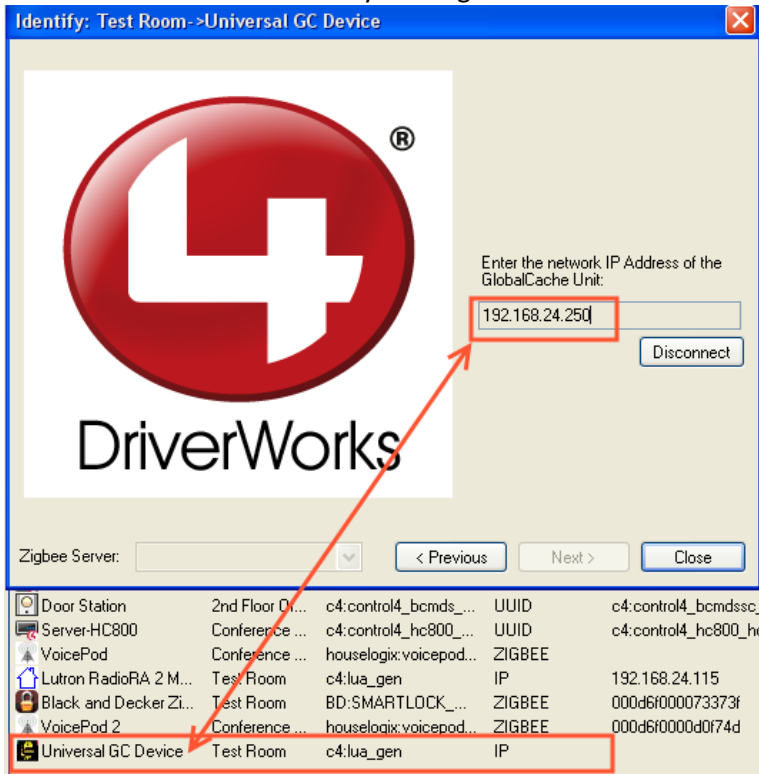 Identify: Test Room->Universal GC Device
4
®
DriverWorks
Enter the network IP Address of the
GlobalCache Unit:
192.168.24.250
Disconnect
Zigbee Server:
< Previous
Next >
Close
Door Station 2nd Floor Of... c4:control4_bcmds_... UUID c4:control4_bcmdssc_
Server-HC800 Conference ... c4:control4_hc800_... UUID c4:control4_hc800_h
VoicePod Conference ... houselogix:voicepod... ZIGBEE
Lutron RadioRA 2 M... Test Room c4:lua_gen IP 192.168.24.115
Black and Decker Zi... Test Room BD:SMARTLOCK_... ZIGBEE 000d6f000073373f
VoicePod 2 Conference ... houselogix:voicepod... ZIGBEE 000d6f0000d0f74d
Universal GC Device Test Room c4:lua_gen IP